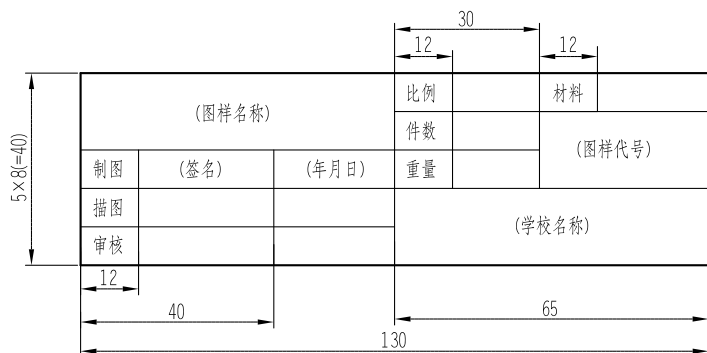 30
12 12
比例 材料
(图样名称)
件数
(图样代号)
5×8(=40)
制图 (签名) (年月日) 重量
描图
(学校名称)
审核
12
40 65
130